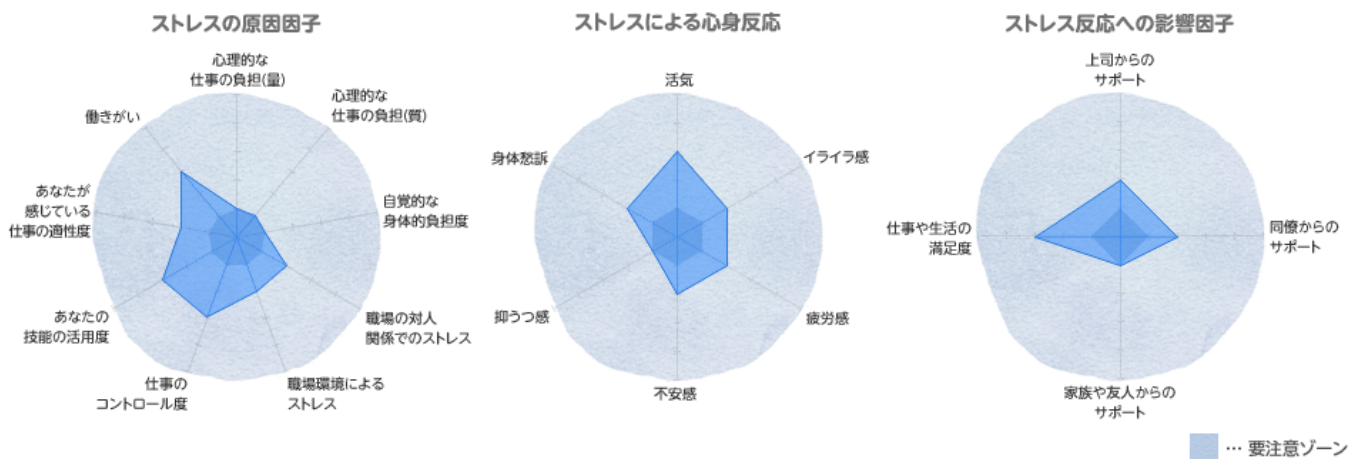 ストレスの原因因子
心理的な
仕事の負担(量)
心理的な
仕事の負担(質)
自覚的な
身体的負担度
職場の対人
関係でのストレス
職場環境による
ストレス
仕事の
コントロール度
あなたの
技能の活用度
あなたが
感じている
仕事の適性度
働きがい
ストレスによる心身反応
活気
イライラ感
疲労感
不安感
抑うつ感
身体愁訴
ストレス反応への影響因子
上司からの
サポート
同僚からの
サポート
家族や友人からの
サポート
仕事や生活の
満足度
… 要注意ゾーン